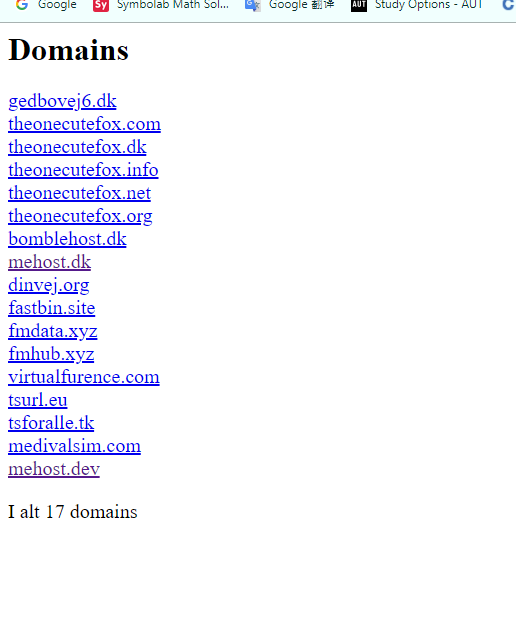 Google Sy Symbolab Math Sol... Google 翻译 AUT Study Options - AUT
Domains
gedbovej6.dk
theonecutefox.com
theonecutefox.dk
theonecutefox.info
theonecutefox.net
theonecutefox.org
bomblehost.dk
mehost.dk
dinvej.org
fastbin.site
fmdata.xyz
fmhub.xyz
virtualfurence.com
tsurl.eu
tsforalle.tk
medivalsim.com
mehost.dev
I alt 17 domains